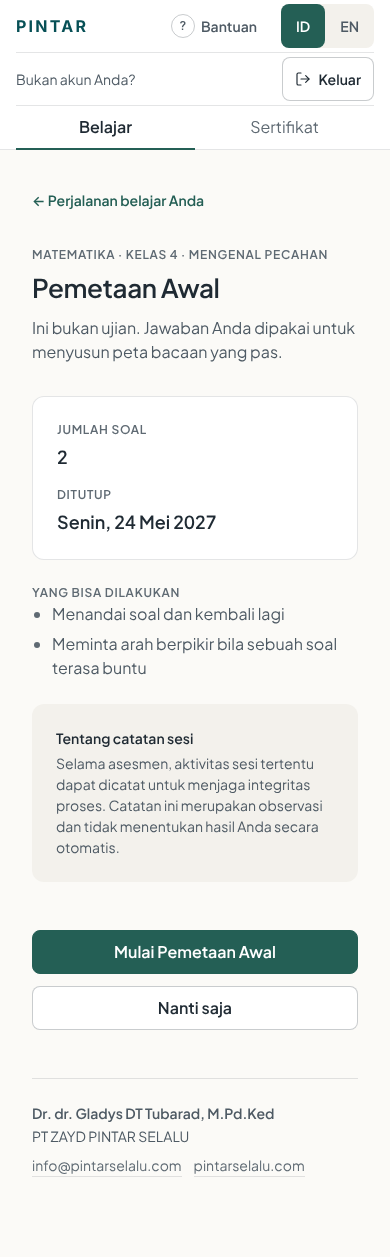 PINTAR
? Bantuan
ID EN
Bukan akun Anda?
Keluar
Belajar
Sertifikat
← Perjalanan belajar Anda
MATEMATIKA · KELAS 4 · MENGENAL PECAHAN
Pemetaan Awal
Ini bukan ujian. Jawaban Anda dipakai untuk
menyusun peta bacaan yang pas.
JUMLAH SOAL
2
DITUTUP
Senin, 24 Mei 2027
YANG BISA DILAKUKAN
• Menandai soal dan kembali lagi
• Meminta arah berpikir bila sebuah soal
terasa buntu
Tentang catatan sesi
Selama asesmen, aktivitas sesi tertentu
dapat dicatat untuk menjaga integritas
proses. Catatan ini merupakan observasi
dan tidak menentukan hasil Anda secara
otomatis.
Mulai Pemetaan Awal
Nanti saja
Dr. dr. Gladys DT Tubarad, M.Pd.Ked
PT ZAYD PINTAR SELALU
info@pintarselalu.com pintarselalu.com